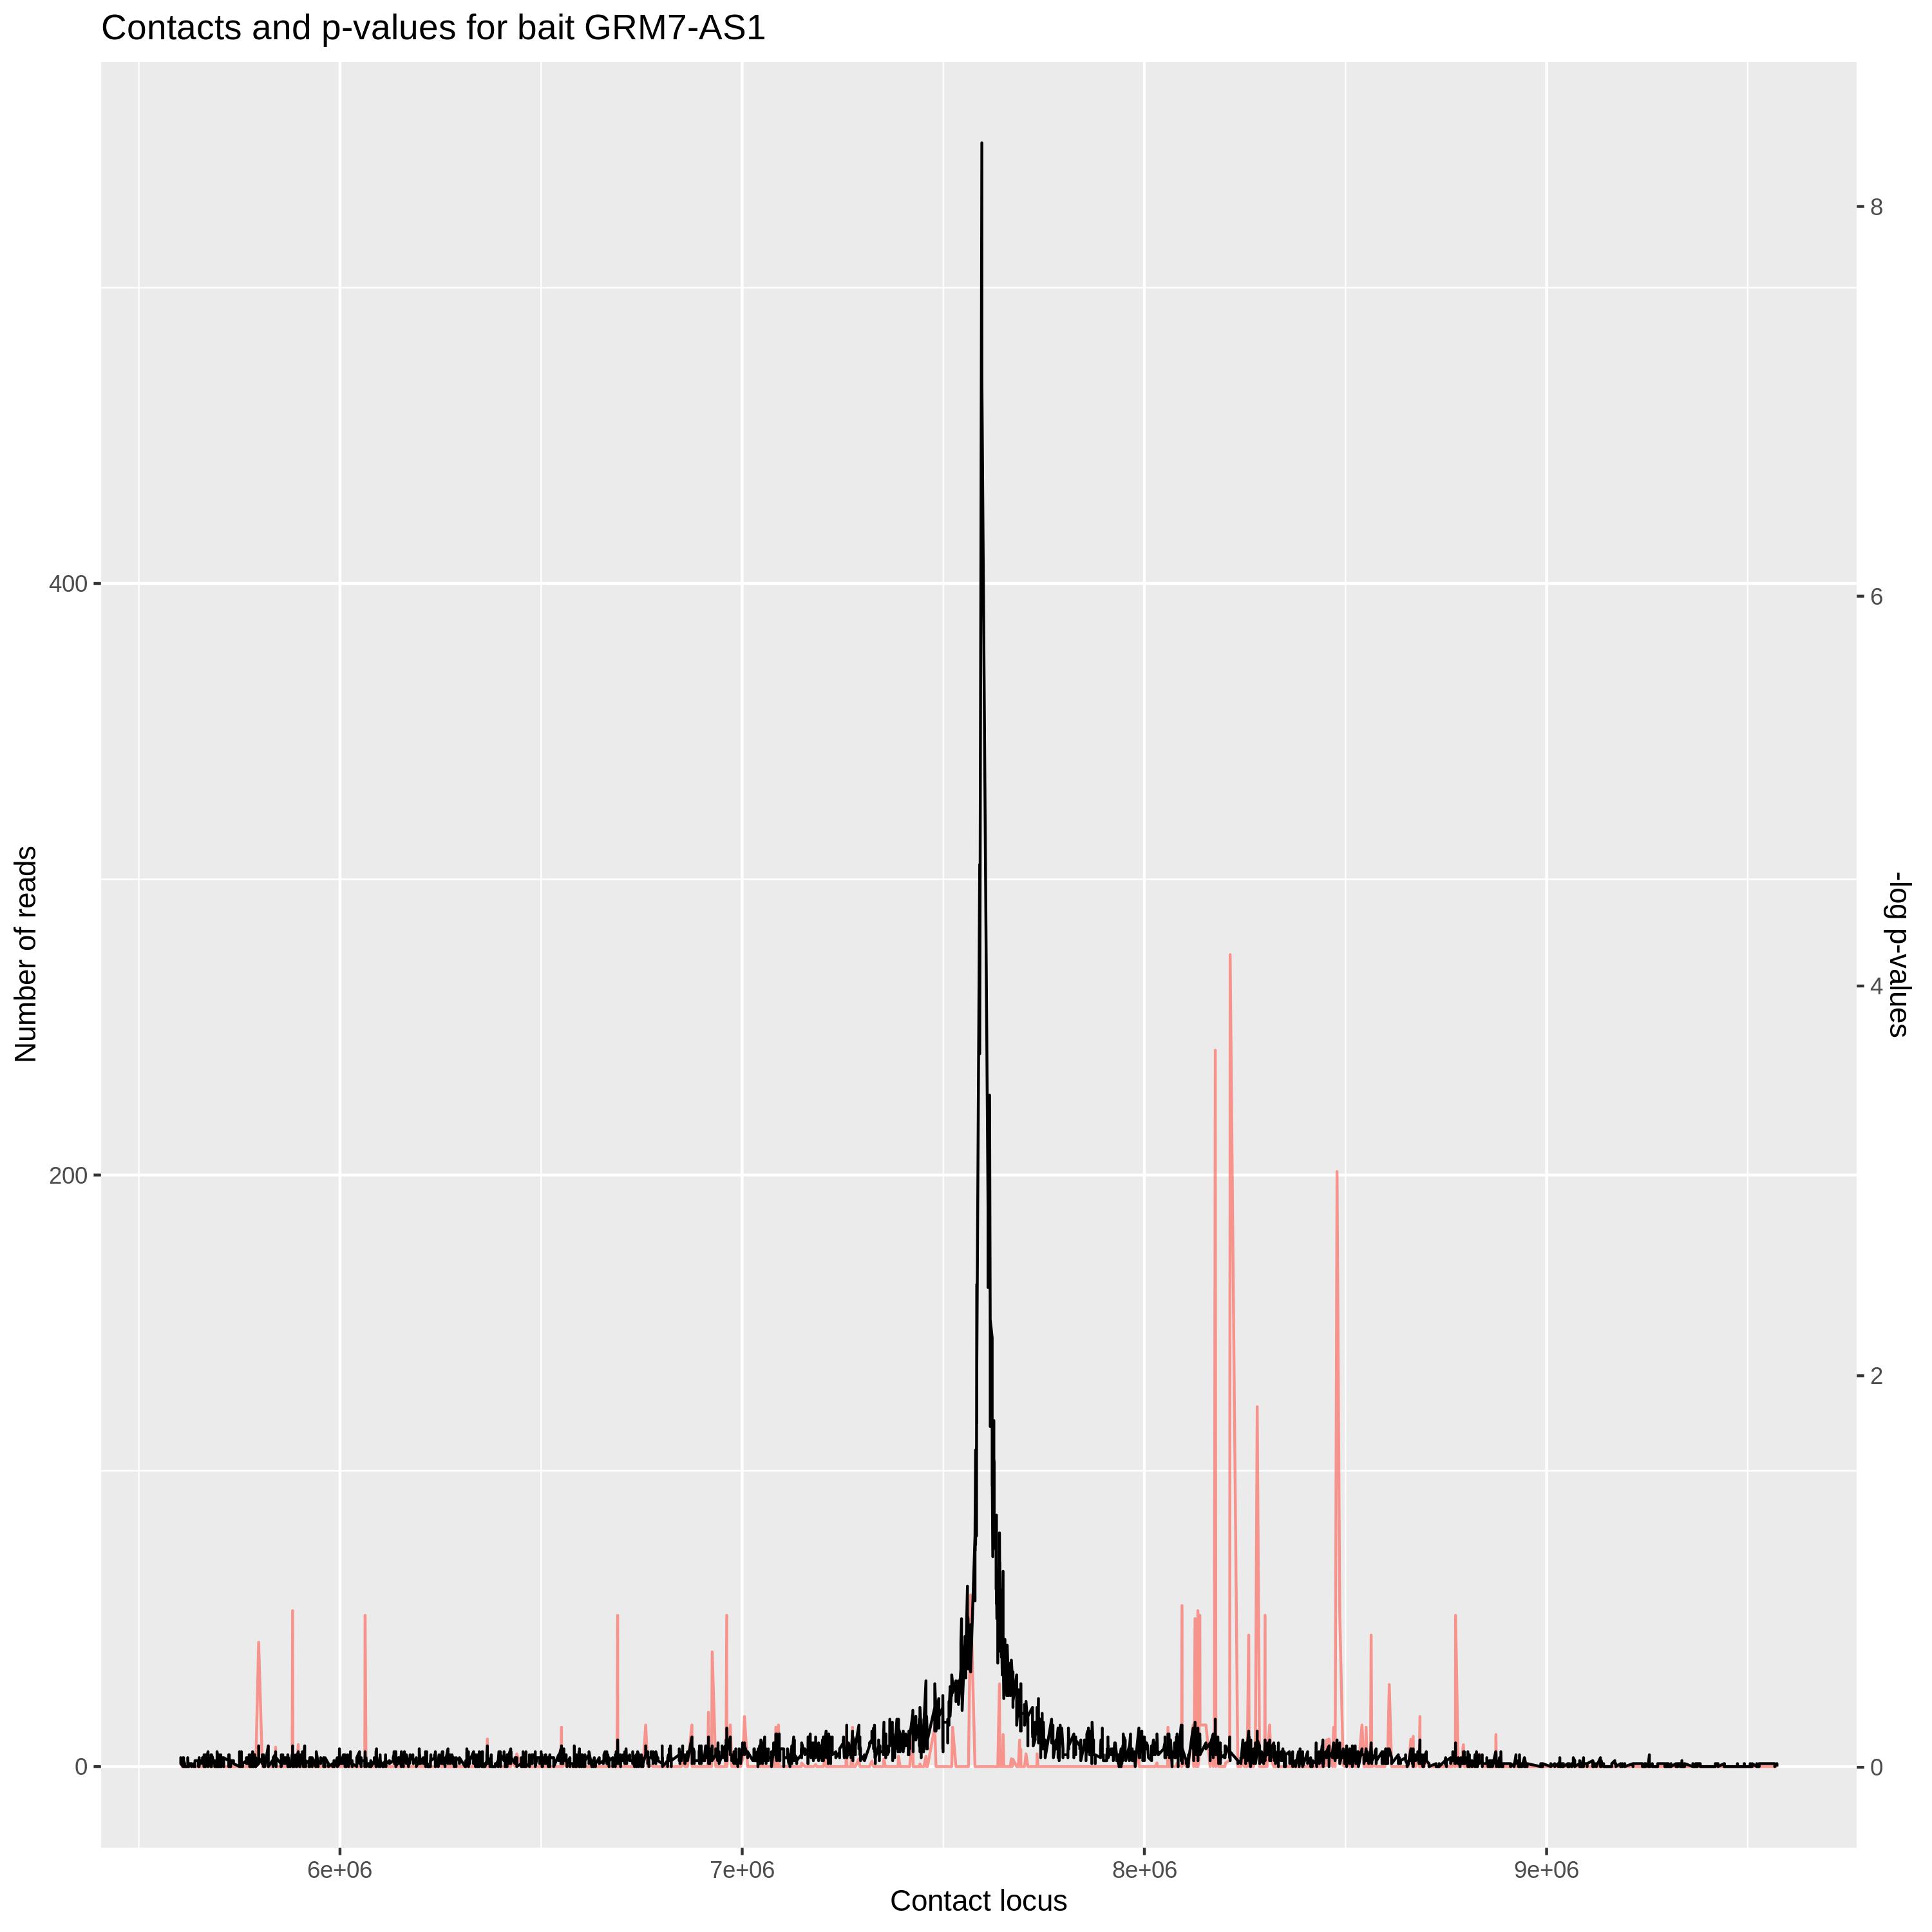 Contacts and p-values for bait GRM7-AS1
Number of reads
400
200
0
8
6
4
2
0
-log p-values
6e+06
7e+06
8e+06
9e+06
Contact locus